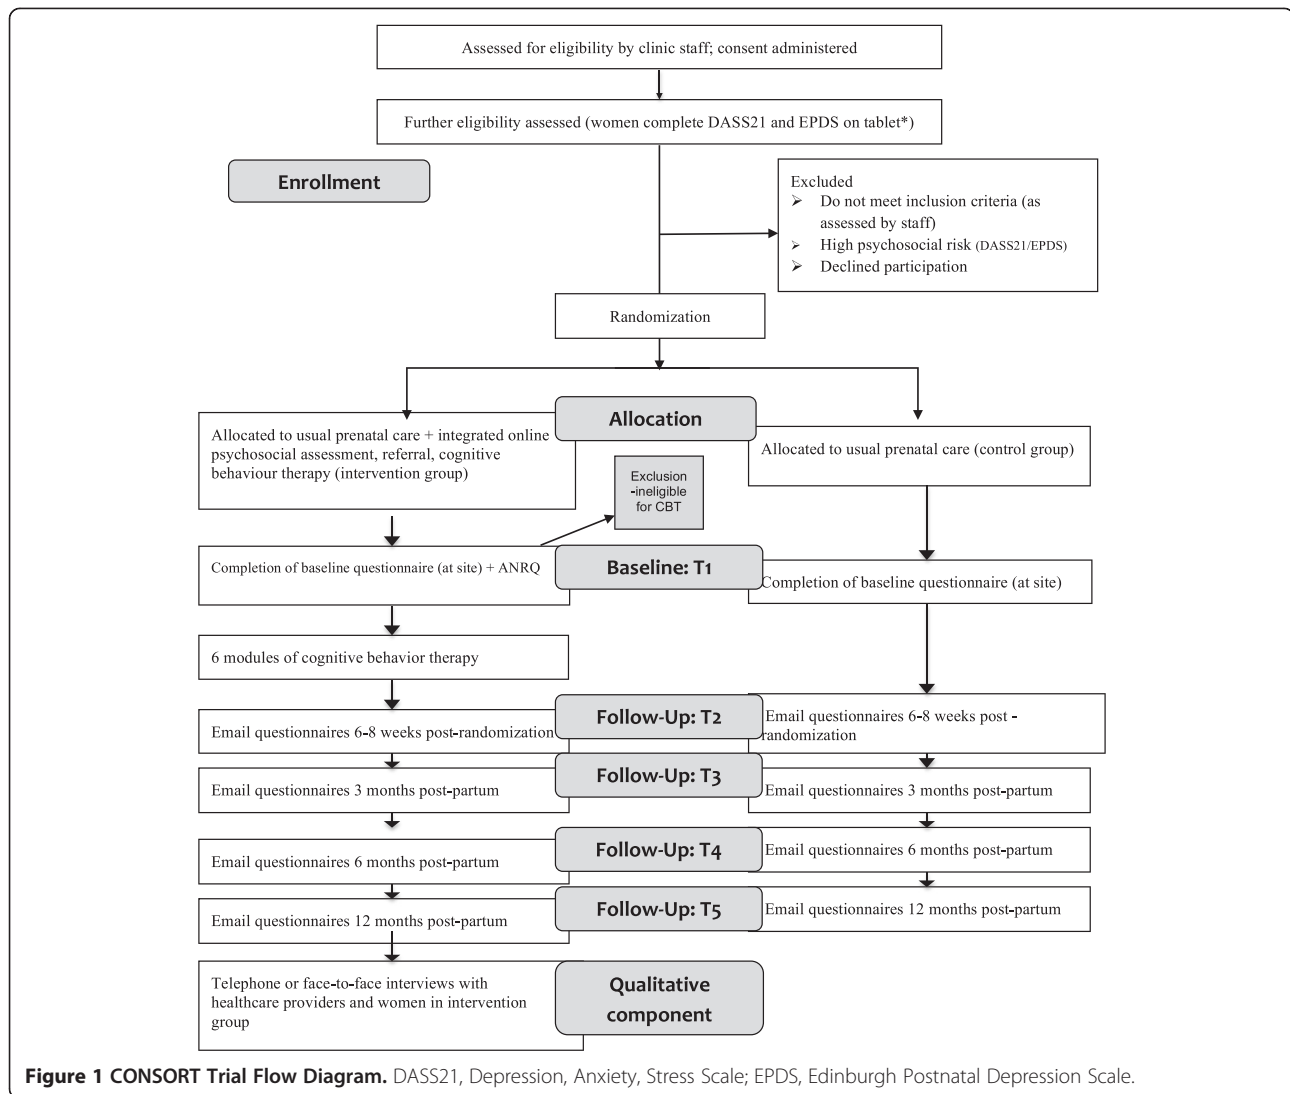 Assessed for eligibility by clinic staff; consent administered
Further eligibility assessed (women complete DASS21 and EPDS on tablet*)
Enrollment
Excluded
➢ Do not meet inclusion criteria (as
assessed by staff)
➢ High psychosocial risk (DASS21/EPDS)
➢ Declined participation
Randomization
Allocation
Allocated to usual prenatal care + integrated online
psychosocial assessment, referral, cognitive
behaviour therapy (intervention group)
Allocated to usual prenatal care (control group)
Exclusion
-ineligible
for CBT
Completion of baseline questionnaire (at site) + ANRQ
Baseline: T1
Completion of baseline questionnaire (at site)
6 modules of cognitive behavior therapy
Email questionnaires 6-8 weeks post-randomization
Follow-Up: T2
Email questionnaires 6-8 weeks post -
randomization
Email questionnaires 3 months post-partum
Follow-Up: T3
Email questionnaires 3 months post-partum
Email questionnaires 6 months post-partum
Follow-Up: T4
Email questionnaires 6 months post-partum
Email questionnaires 12 months post-partum
Follow-Up: T5
Email questionnaires 12 months post-partum
Telephone or face-to-face interviews with
healthcare providers and women in intervention
group
Qualitative
component
Figure 1 CONSORT Trial Flow Diagram. DASS21, Depression, Anxiety, Stress Scale; EPDS, Edinburgh Postnatal Depression Scale.